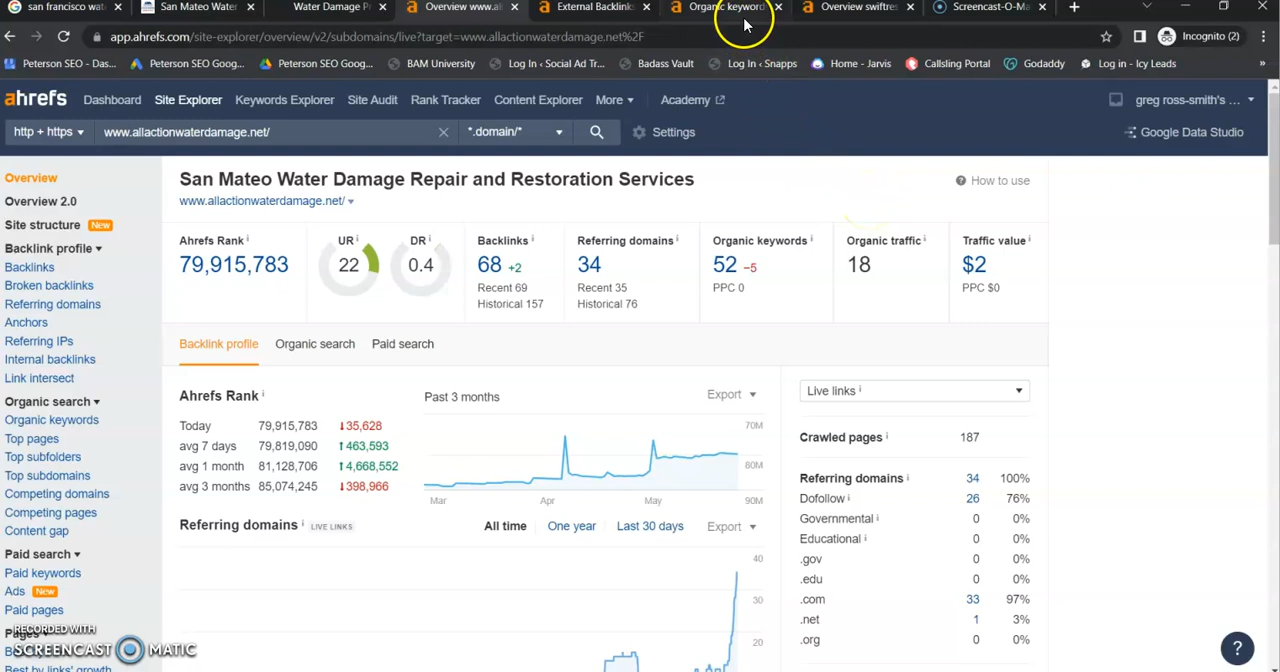 san francisco wate
San Mateo Water
Water Damage P
Overview www.al
External Backlinks
Organic keyword
Overview swiftres
Screencast-O-Ma
app.ahrefs.com/site-explorer/overview/v2/subdomains/live?target=www.allactionwaterdamage.net%2F
Incognito (2)
Peterson SEO - Das...
Peterson SEO Goog...
Peterson SEO Goog...
BAM University
Log In ‹ Social Ad Tr...
Badass Vault
Log In ‹ Snapps
Home - Jarvis
Callsling Portal
Godaddy
Log in - Icy Leads
»
ahrefs
Dashboard
Site Explorer
Keywords Explorer
Site Audit
Rank Tracker
Content Explorer
More
Academy
greg ross-smith's ...
http + https
www.allactionwaterdamage.net/
*.domain/*
Settings
Google Data Studio
Overview
Overview 2.0
Site structure New
Backlink profile
Backlinks
Broken backlinks
Referring domains
Anchors
Referring IPs
Internal backlinks
Link intersect
Organic search
Organic keywords
Top pages
Top subfolders
Top subdomains
Competing domains
Competing pages
Content gap
Paid search
Paid keywords
Ads New
Paid pages
Pages
Best by links' growth
RECORDED WITH
SCREENCAST MATIC
San Mateo Water Damage Repair and Restoration Services
How to use
www.allactionwaterdamage.net/
Ahrefs Rank i
79,915,783
UR i
22
DR i
0.4
Backlinks i
68 +2
Recent 69
Historical 157
Referring domains i
34
Recent 35
Historical 76
Organic keywords i
52 −5
PPC 0
Organic traffic i
18
Traffic value i
$2
PPC $0
Backlink profile
Organic search
Paid search
Ahrefs Rank i
Today 79,915,783 ↓35,628
avg 7 days 79,819,090 ↑463,593
avg 1 month 81,128,706 ↑4,668,552
avg 3 months 85,074,245 ↓398,966
Past 3 months
Export
70M
80M
90M
Mar
Apr
May
Referring domains i LIVE LINKS
All time
One year
Last 30 days
Export
40
30
20
Live links i
Crawled pages i 187
Referring domains i 34 100%
Dofollow i 26 76%
Governmental i 0 0%
Educational i 0 0%
.gov 0 0%
.edu 0 0%
.com 33 97%
.net 1 3%
.org 0 0%
?